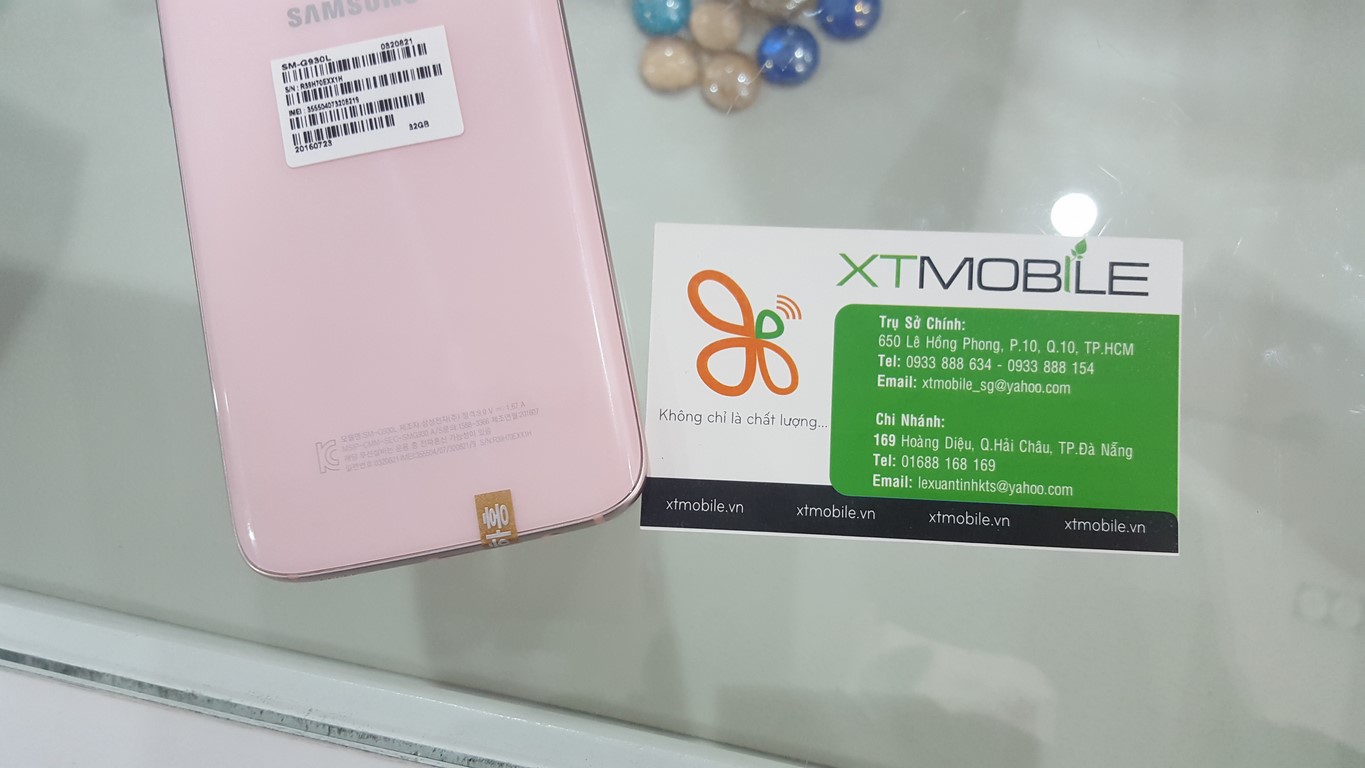 SAMSUNG
SM-G930L 0820821
S/N : R39H70EXX1H
IMEI : 355504073208219
32GB
20160723
XTMOBILE
Trụ Sở Chính:
650 Lê Hồng Phong, P.10, Q.10, TP.HCM
Tel: 0933 888 634 - 0933 888 154
Email: xtmobile_sg@yahoo.com
Không chỉ là chất lượng...
Chi Nhánh:
169 Hoàng Diệu, Q.Hải Châu, TP.Đà Nẵng
Tel: 01688 168 169
Email: lexuantinhkts@yahoo.com
xtmobile.vn xtmobile.vn xtmobile.vn xtmobile.vn